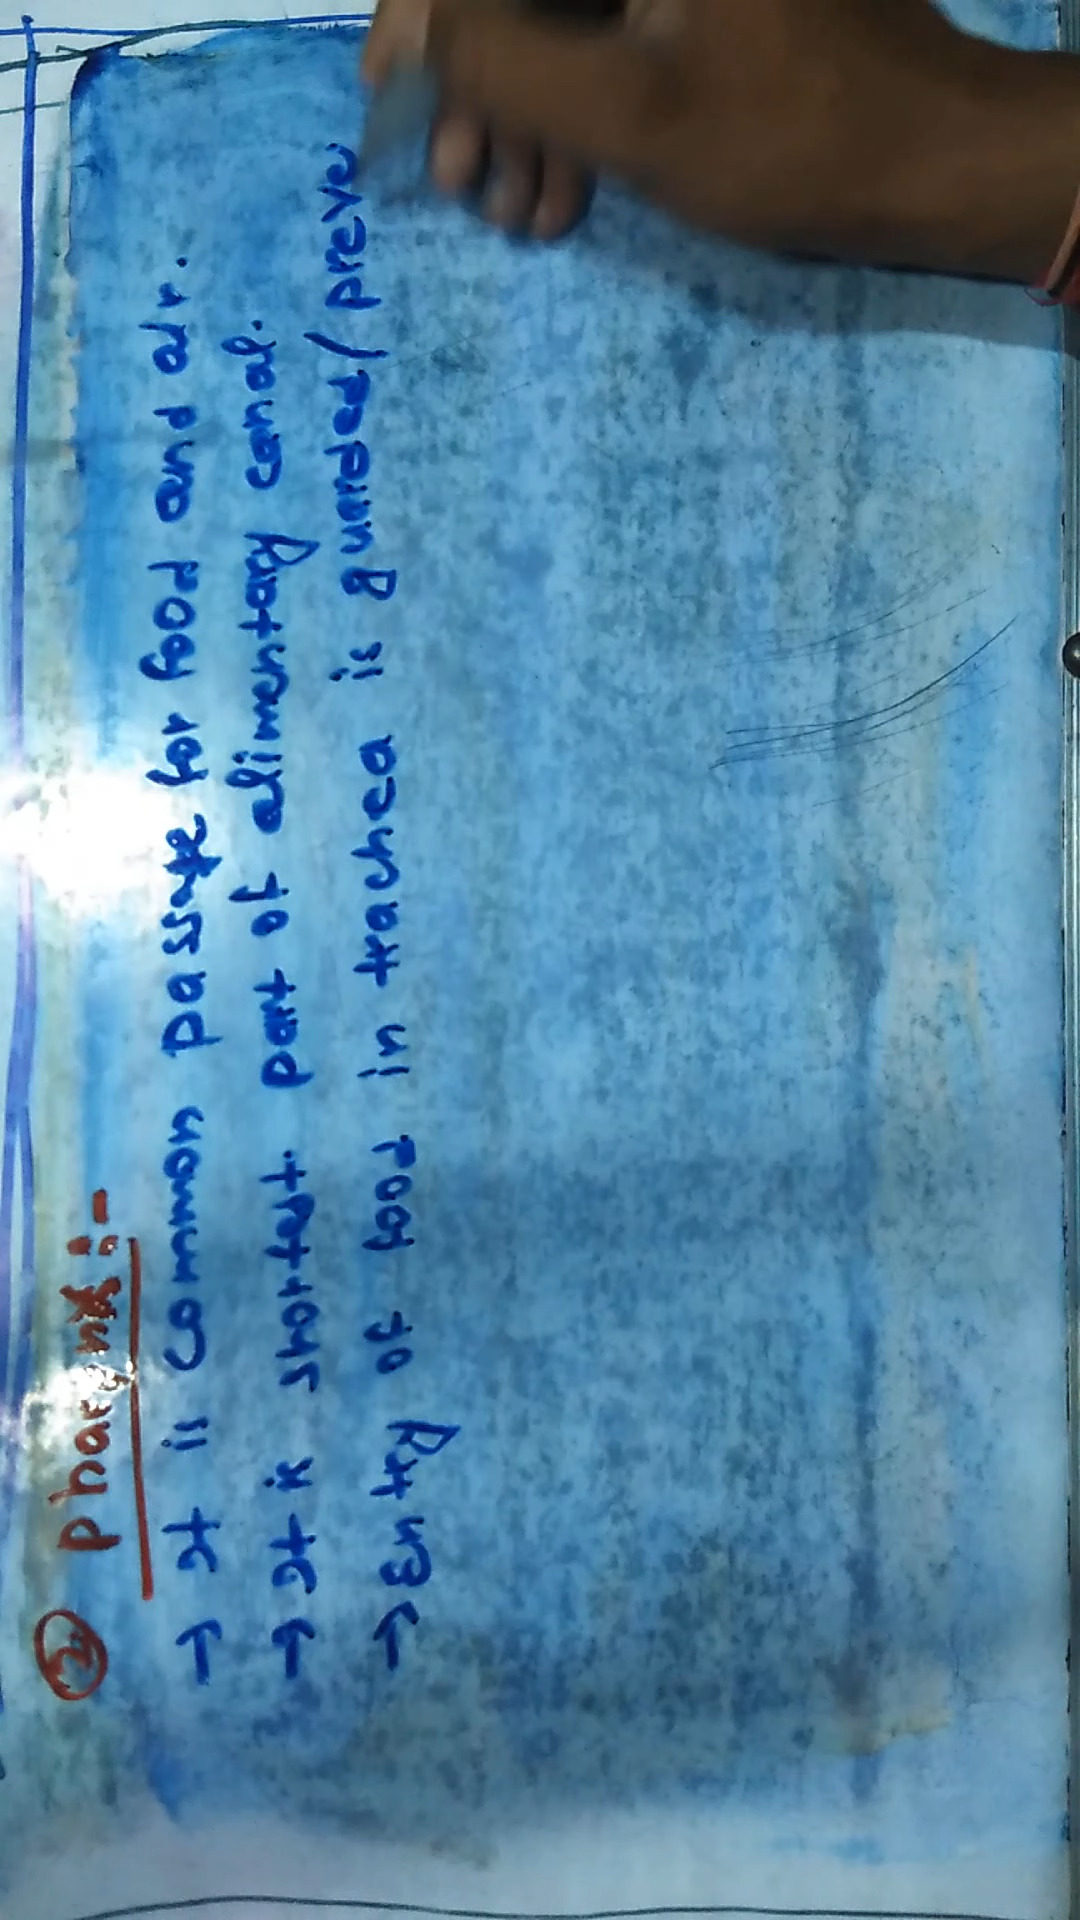 ② Pharynx :-
→ It is common passage for food and air.
→ It is shortest part of alimentary canal.
→ Entry of food in trachea is guarded/ preve